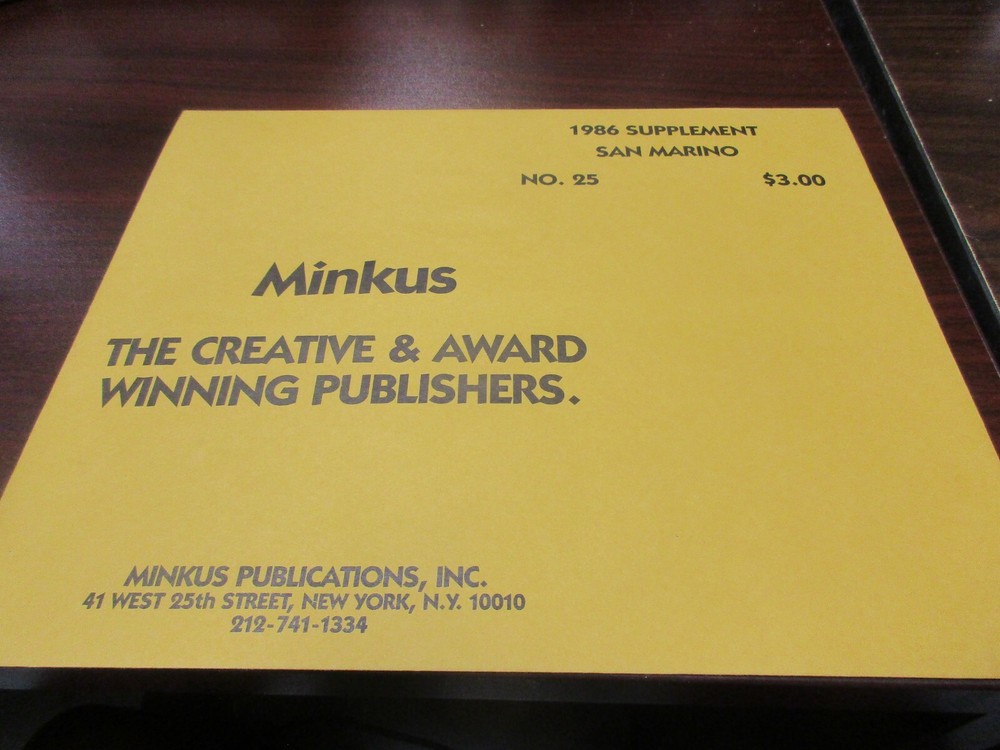 1986 SUPPLEMENT
SAN MARINO
NO. 25 $3.00
Minkus
THE CREATIVE & AWARD
WINNING PUBLISHERS.
MINKUS PUBLICATIONS, INC.
41 WEST 25th STREET, NEW YORK, N.Y. 10010
212-741-1334